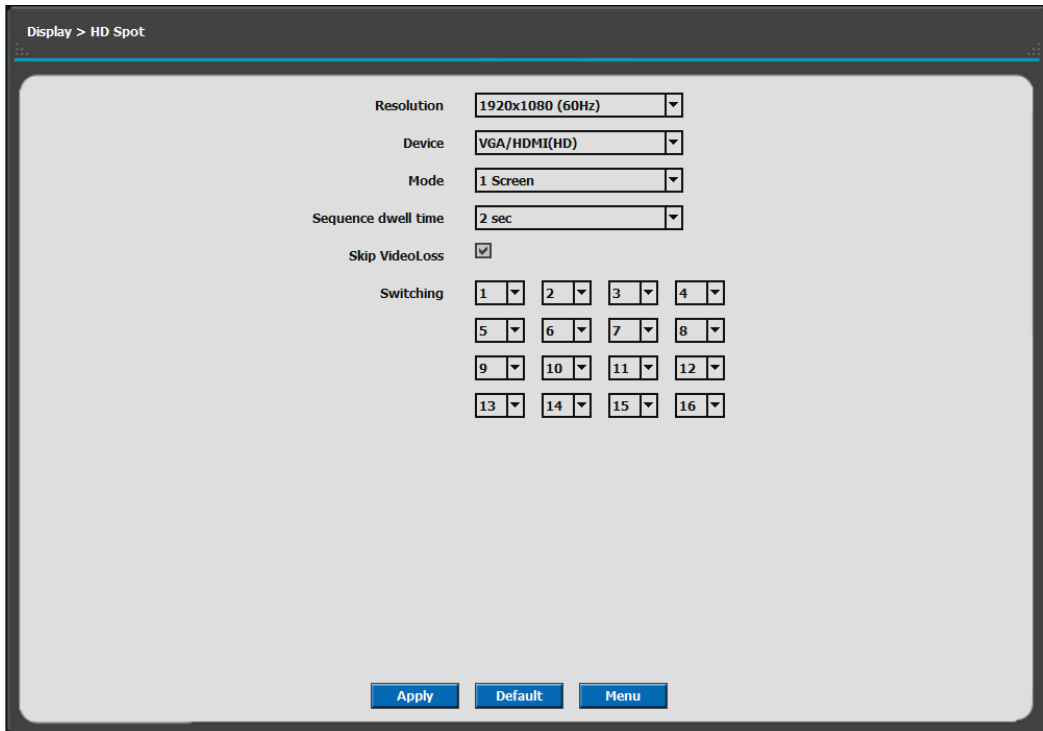 Display > HD Spot
Resolution 1920x1080 (60Hz)
Device VGA/HDMI(HD)
Mode 1 Screen
Sequence dwell time 2 sec
Skip VideoLoss
Switching 1 2 3 4
5 6 7 8
9 10 11 12
13 14 15 16
Apply Default Menu